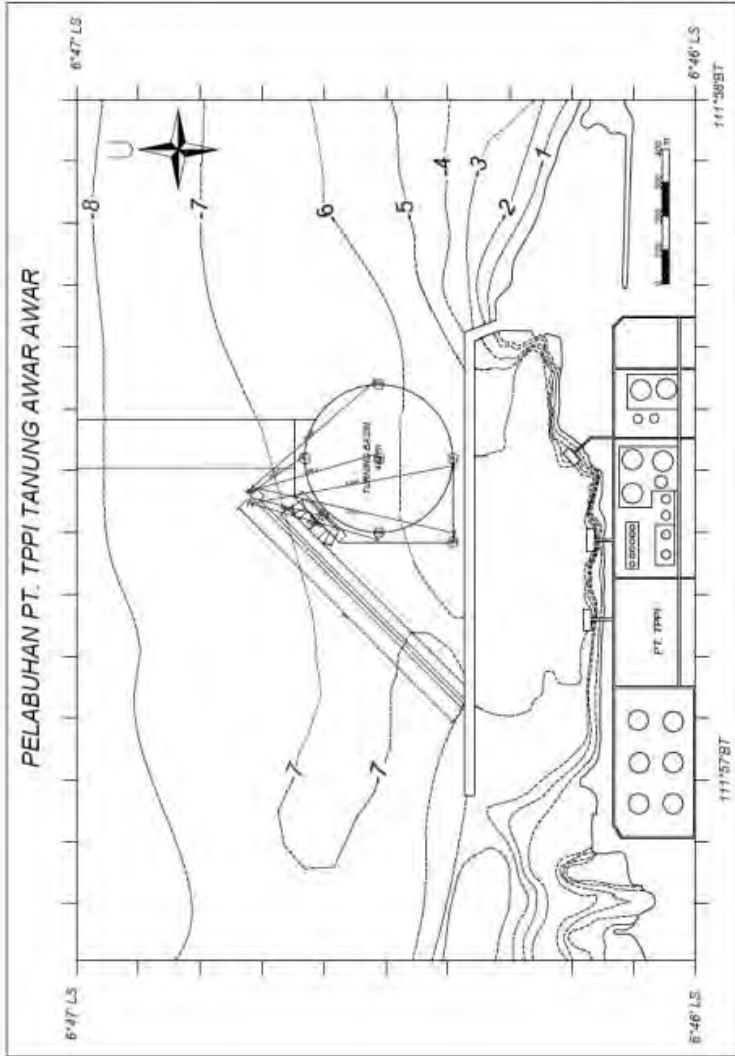 PELABUHAN PT. TPPI TANUNG AWAR AWAR
6°47' LS
6°47' LS
U
-8
-7
-6
-5
-4
-3
-2
1
7
7
TURNING BASIN
PT. TPPI
0
400
m
6°46' LS
6°46' LS
111°57'BT
111°58'BT